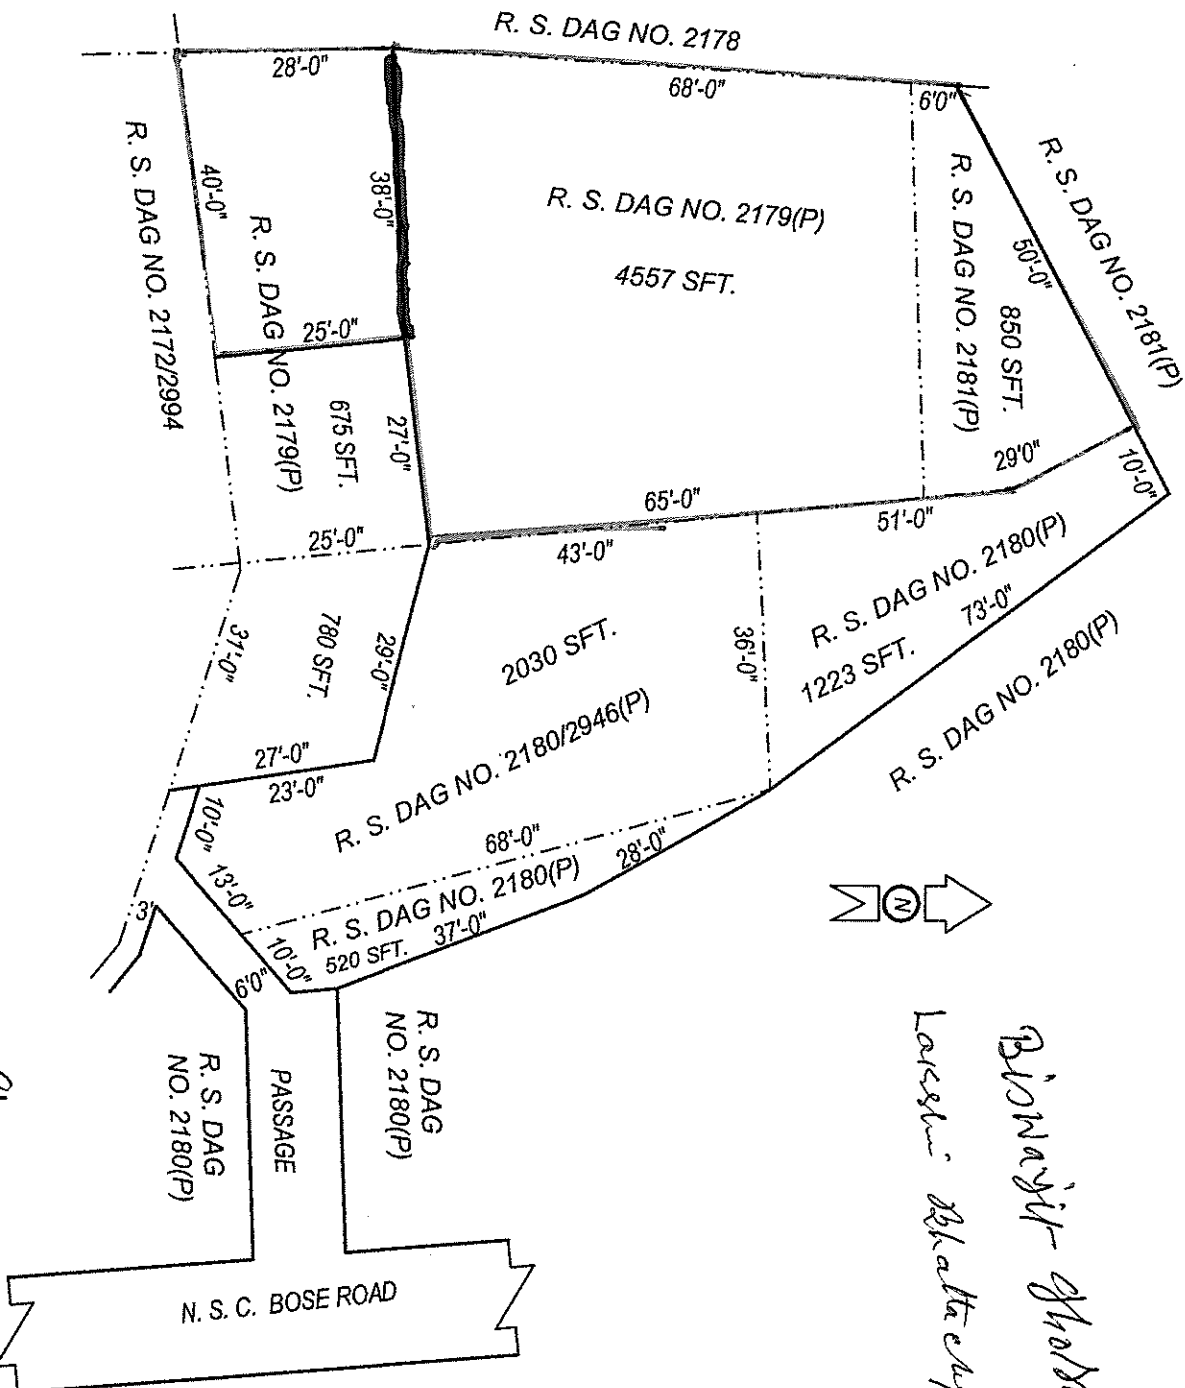 R. S. DAG NO. 2178
28'-0"
68'-0"
6'0"
R. S. DAG NO. 2181(P)
50'-0"
R. S. DAG NO. 2172/2994
40'-0"
38'-0"
R. S. DAG NO. 2179(P)
4557 SFT.
R. S. DAG NO. 2181(P)
850 SFT.
R. S. DAG NO. 2179(P)
25'-0"
675 SFT.
27'-0"
29'0"
10'-0"
65'-0"
51'-0"
25'-0"
43'-0"
R. S. DAG NO. 2180(P)
1223 SFT.
73'-0"
R. S. DAG NO. 2180(P)
36'-0"
780 SFT.
29'-0"
31'-0"
2030 SFT.
R. S. DAG NO. 2180/2946(P)
27'-0"
23'-0"
10'-0"
13'-0"
68'-0"
28'-0"
R. S. DAG NO. 2180(P)
520 SFT.
37'-0"
10'-0"
3'
6'0"
N
R. S. DAG
NO. 2180(P)
PASSAGE
R. S. DAG
NO. 2180(P)
N. S. C. BOSE ROAD
Biswajit